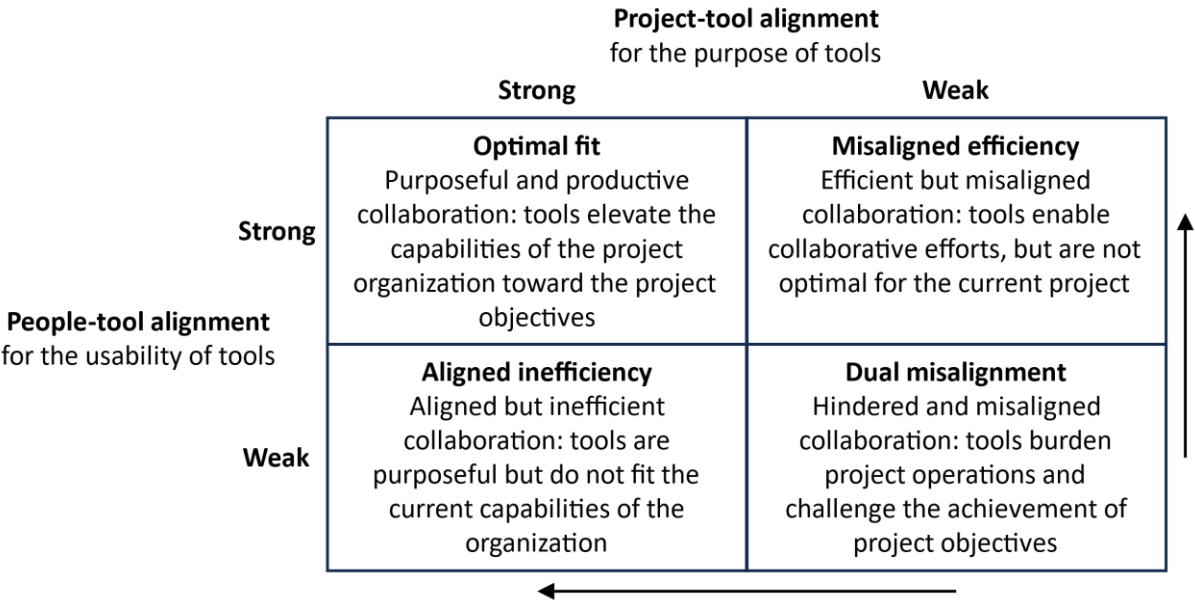 Project-tool alignment
for the purpose of tools
Strong
Weak
Strong
Optimal fit
Purposeful and productive
collaboration: tools elevate the
capabilities of the project
organization toward the project
objectives
Misaligned efficiency
Efficient but misaligned
collaboration: tools enable
collaborative efforts, but are not
optimal for the current project
People-tool alignment
for the usability of tools
Weak
Aligned inefficiency
Aligned but inefficient
collaboration: tools are
purposeful but do not fit the
current capabilities of the
organization
Dual misalignment
Hindered and misaligned
collaboration: tools burden
project operations and
challenge the achievement of
project objectives